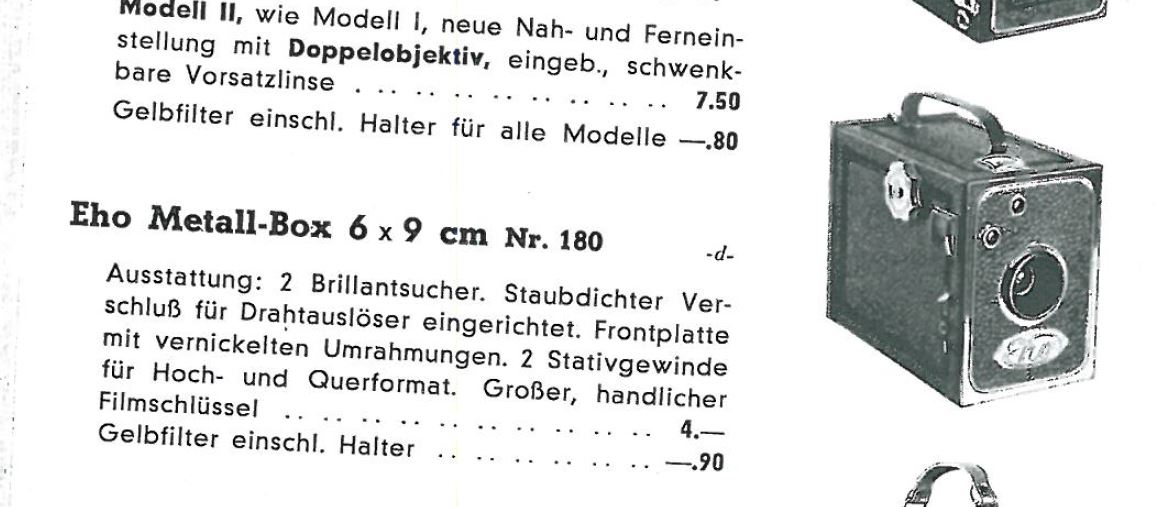 Modell II, wie Modell I, neue Nah- und Fernein-
stellung mit Doppelobjektiv, eingeb., schwenk-
bare Vorsatzlinse . .. .. .. .. .. .. .. .. 7.50
Gelbfilter einschl. Halter für alle Modelle —.80
Eho Metall-Box 6 x 9 cm Nr. 180
-d-
Ausstattung: 2 Brillantsucher. Staubdichter Ver-
schluß für Drahtauslöser eingerichtet. Frontplatte
mit vernickelten Umrahmungen. 2 Stativgewinde
für Hoch- und Querformat. Großer, handlicher
Filmschlüssel .. .. .. .. .. .. .. .. .. .. 4.—
Gelbfilter einschl. Halter .. .. .. .. .. .. —.90
Eho